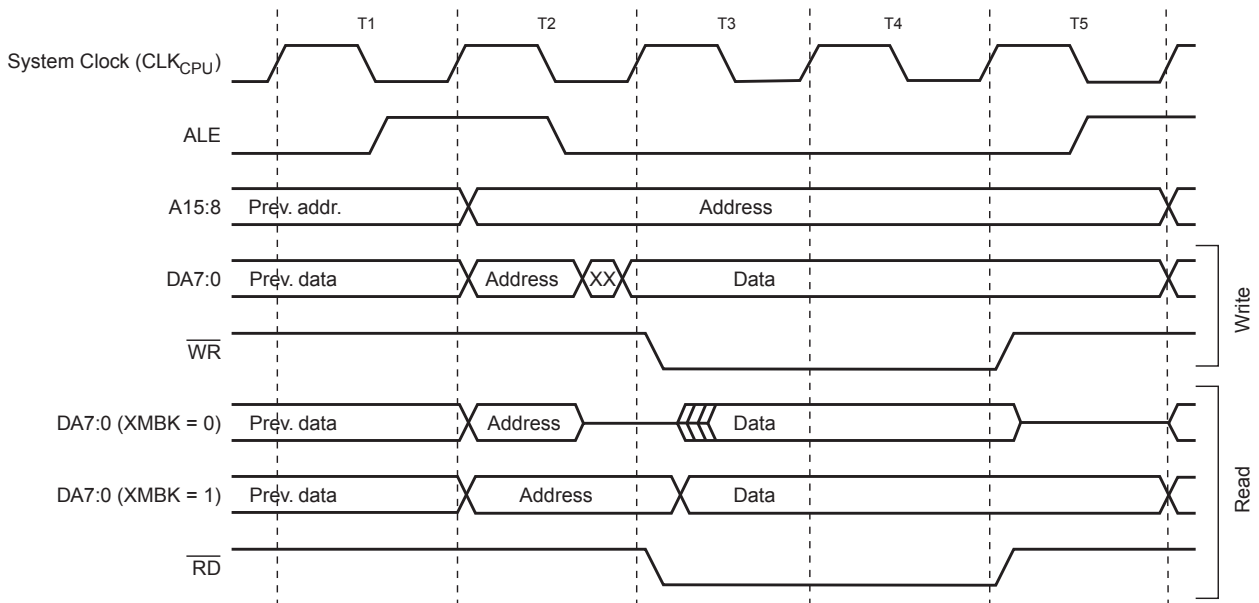 T1 T2 T3 T4 T5
System Clock (CLKCPU)
ALE
A15:8 Prev. addr. Address
DA7:0 Prev. data Address XX Data
WR
Write
DA7:0 (XMBK = 0) Prev. data Address Data
DA7:0 (XMBK = 1) Prev. data Address Data
RD
Read